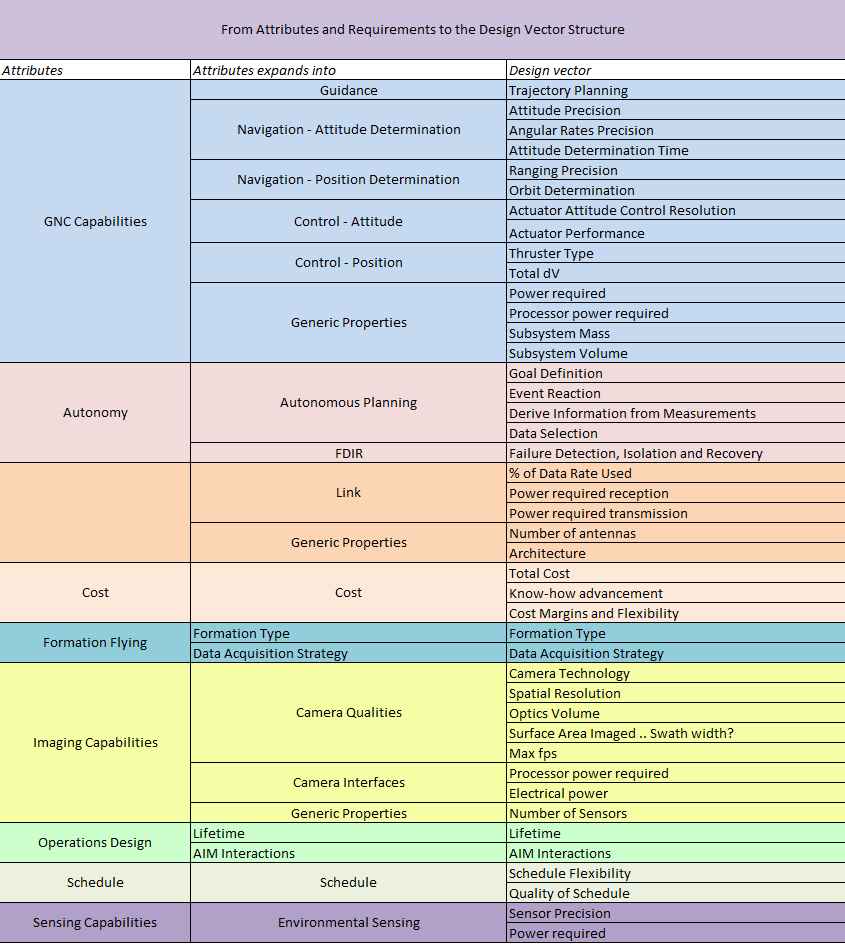 From Attributes and Requirements to the Design Vector Structure
Attributes Attributes expands into Design vector
GNC Capabilities
Guidance
Trajectory Planning
Navigation - Attitude Determination
Attitude Precision
Angular Rates Precision
Attitude Determination Time
Navigation - Position Determination
Ranging Precision
Orbit Determination
Control - Attitude
Actuator Attitude Control Resolution
Actuator Performance
Control - Position
Thruster Type
Total dV
Generic Properties
Power required
Processor power required
Subsystem Mass
Subsystem Volume
Autonomy
Autonomous Planning
Goal Definition
Event Reaction
Derive Information from Measurements
Data Selection
FDIR
Failure Detection, Isolation and Recovery
Link
% of Data Rate Used
Power required reception
Power required transmission
Generic Properties
Number of antennas
Architecture
Cost
Cost
Total Cost
Know-how advancement
Cost Margins and Flexibility
Formation Flying
Formation Type
Formation Type
Data Acquisition Strategy
Data Acquisition Strategy
Imaging Capabilities
Camera Qualities
Camera Technology
Spatial Resolution
Optics Volume
Surface Area Imaged .. Swath width?
Max fps
Camera Interfaces
Processor power required
Electrical power
Generic Properties
Number of Sensors
Operations Design
Lifetime
Lifetime
AIM Interactions
AIM Interactions
Schedule
Schedule
Schedule Flexibility
Quality of Schedule
Sensing Capabilities
Environmental Sensing
Sensor Precision
Power required